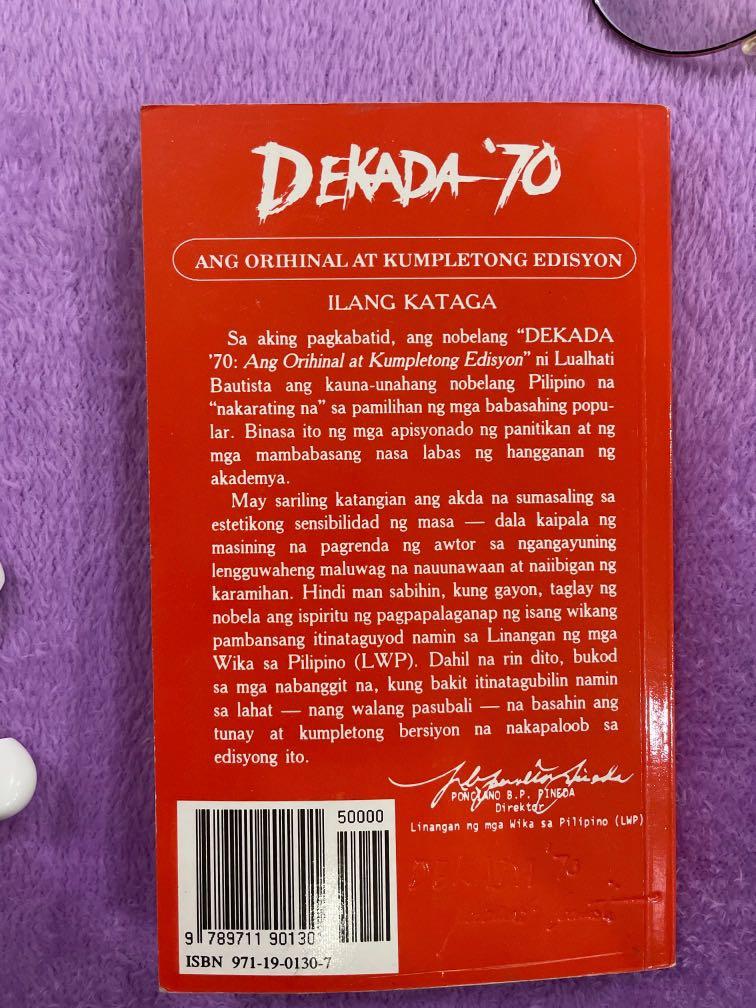 DEKADA '70
ANG ORIHINAL AT KUMPLETONG EDISYON
ILANG KATAGA
Sa aking pagkabatid, ang nobelang “DEKADA
'70: Ang Orihinal at Kumpletong Edisyon” ni Lualhati
Bautista ang kauna-unahang nobelang Pilipino na
“nakarating na” sa pamilihan ng mga babasahing popu-
lar. Binasa ito ng mga apisyonado ng panitikan at ng
mga mambabasang nasa labas ng hangganan ng
akademya.
May sariling katangian ang akda na sumasaling sa
estetikong sensibilidad ng masa — dala kaipala ng
masining na pagrenda ng awtor sa ngangayuning
lengguwaheng maluwag na nauunawaan at naiibigan ng
karamihan. Hindi man sabihin, kung gayon, taglay ng
nobela ang ispiritu ng pagpapalaganap ng isang wikang
pambansang itinataguyod namin sa Linangan ng mga
Wika sa Pilipino (LWP). Dahil na rin dito, bukod
sa mga nabanggit na, kung bakit itinatagubilin namin
sa lahat — nang walang pasubali — na basahin ang
tunay at kumpletong bersiyon na nakapaloob sa
edisyong ito.
PONCIANO B.P. PINEDA
Direktor
Linangan ng mga Wika sa Pilipino (LWP)
50000
9 789711 90130
ISBN 971-19-0130-7
DEKADA '70